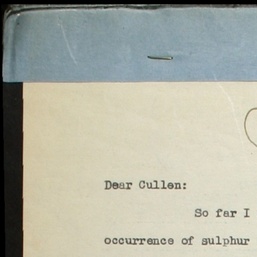 Dear Cullen:
So far I
occurrence of sulphur